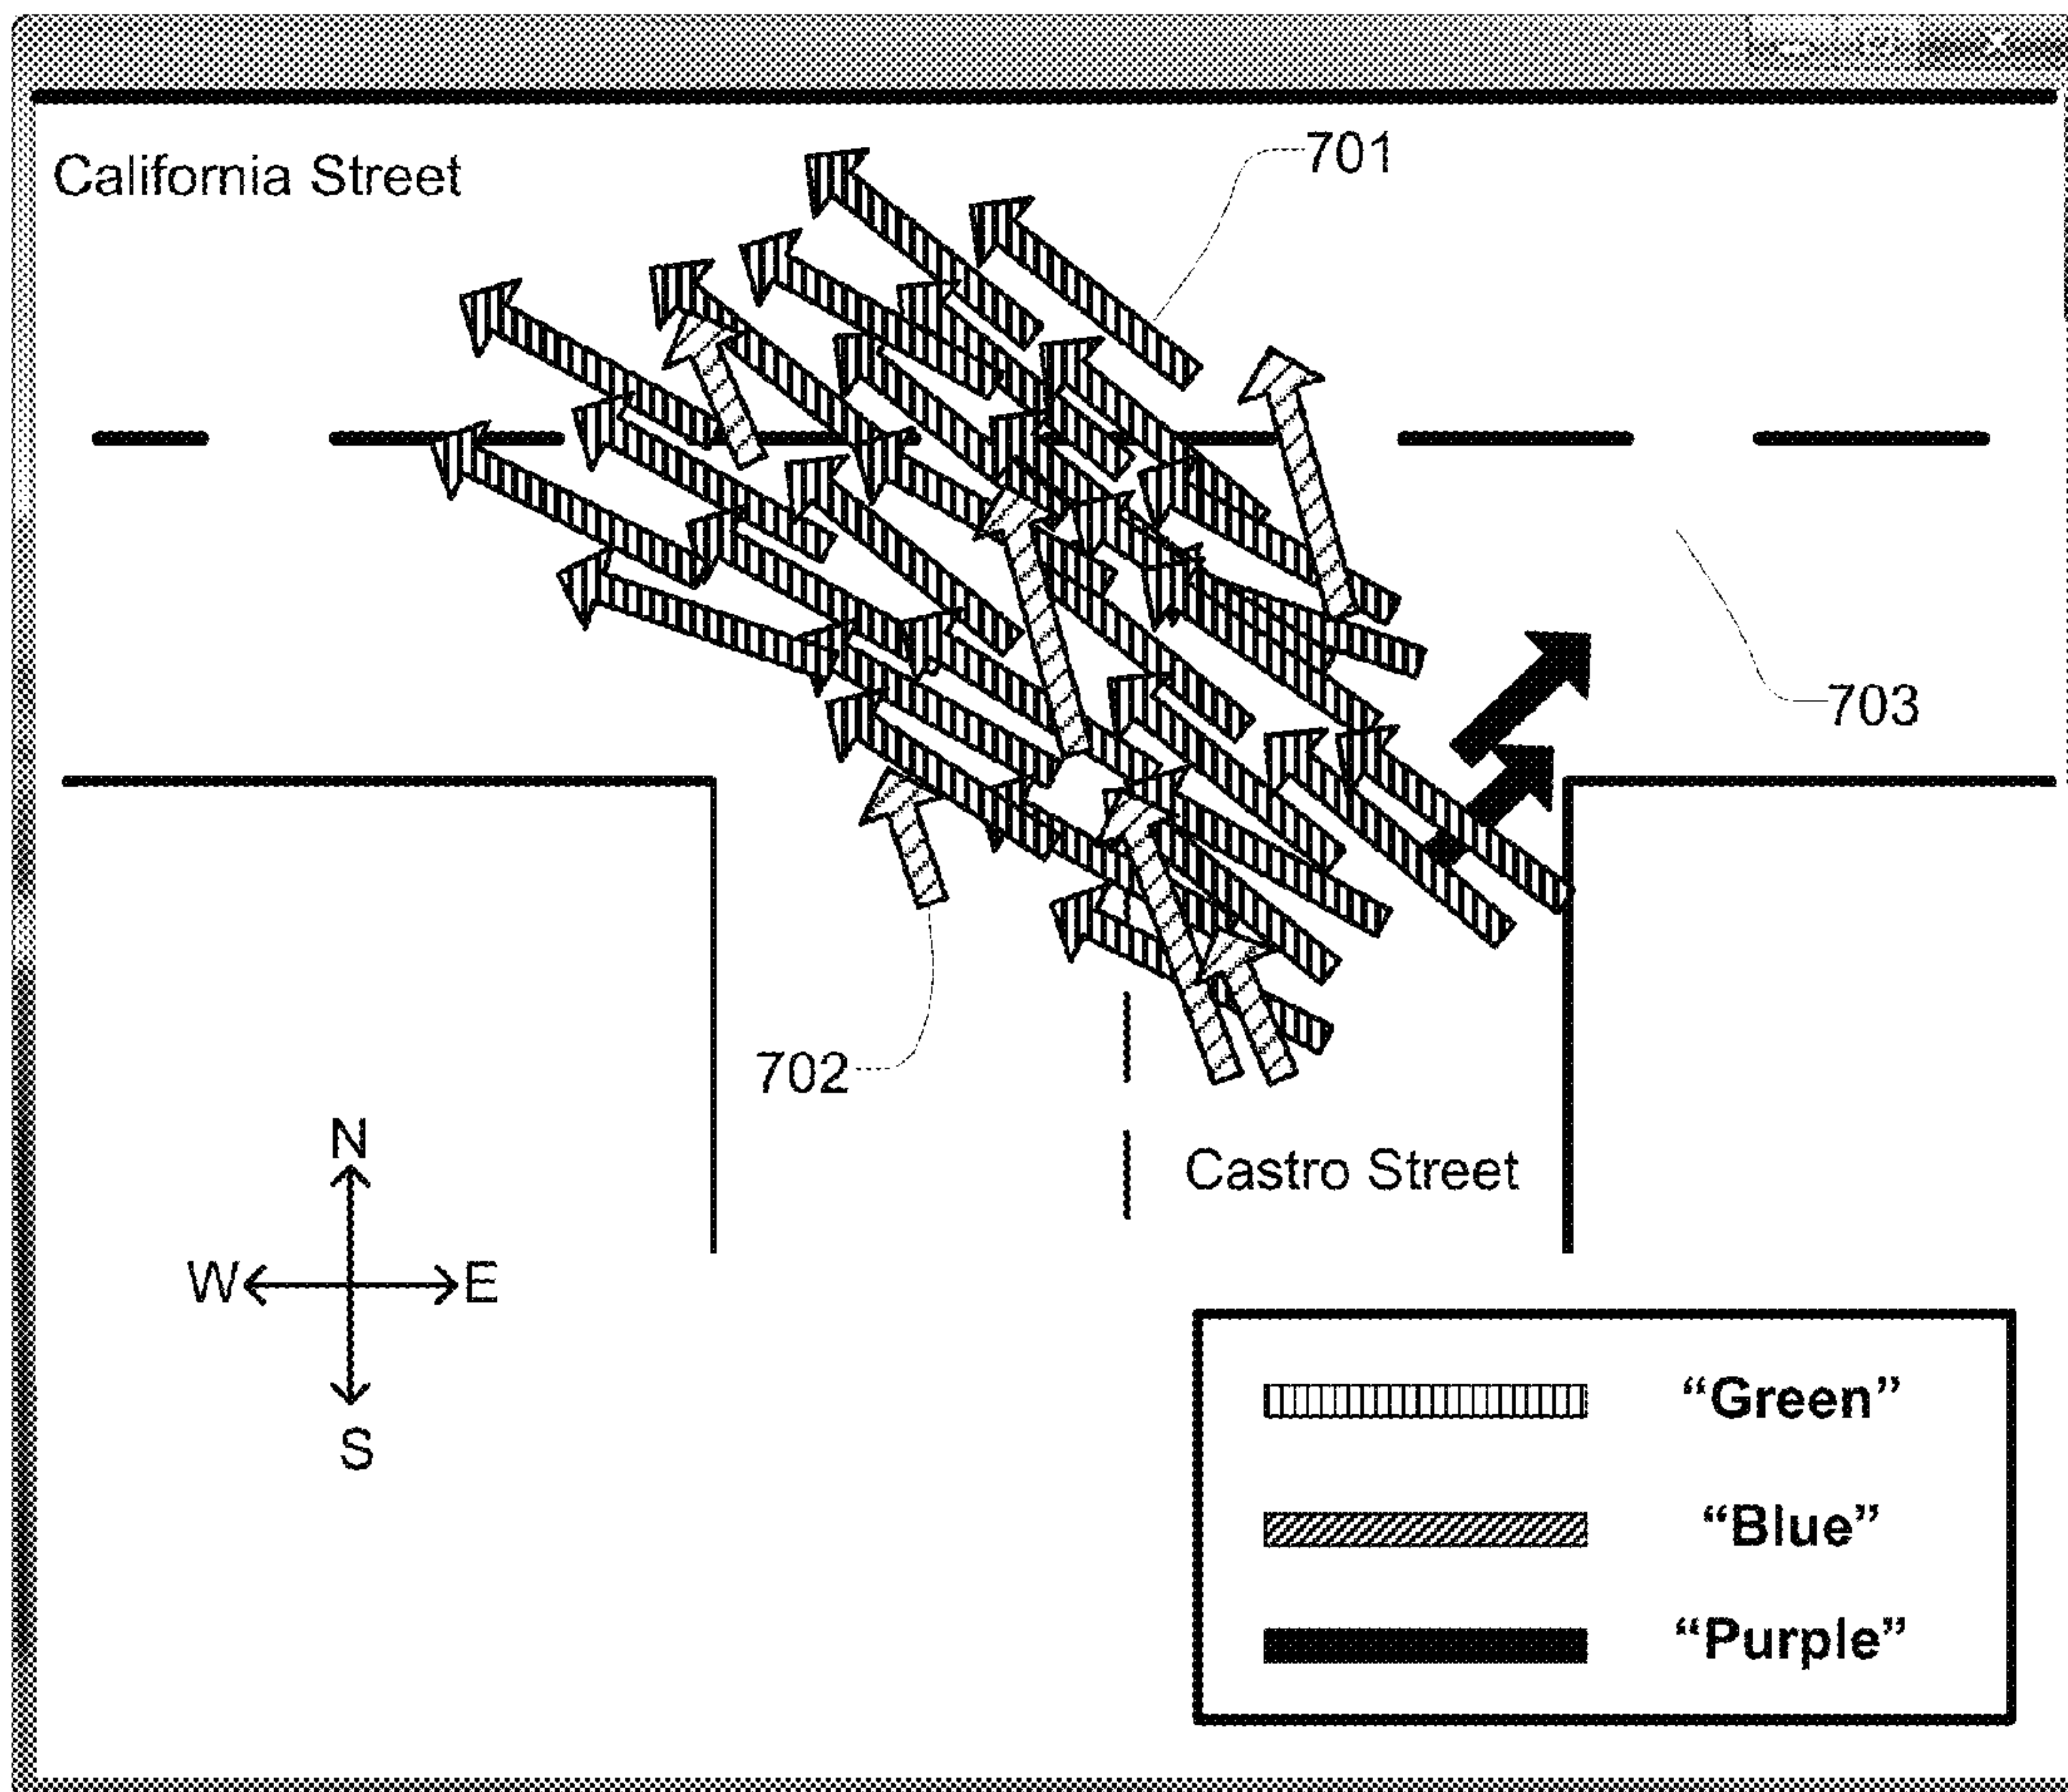 California Street
701
703
702
Castro Street
N
W
E
S
“Green”
“Blue”
“Purple”